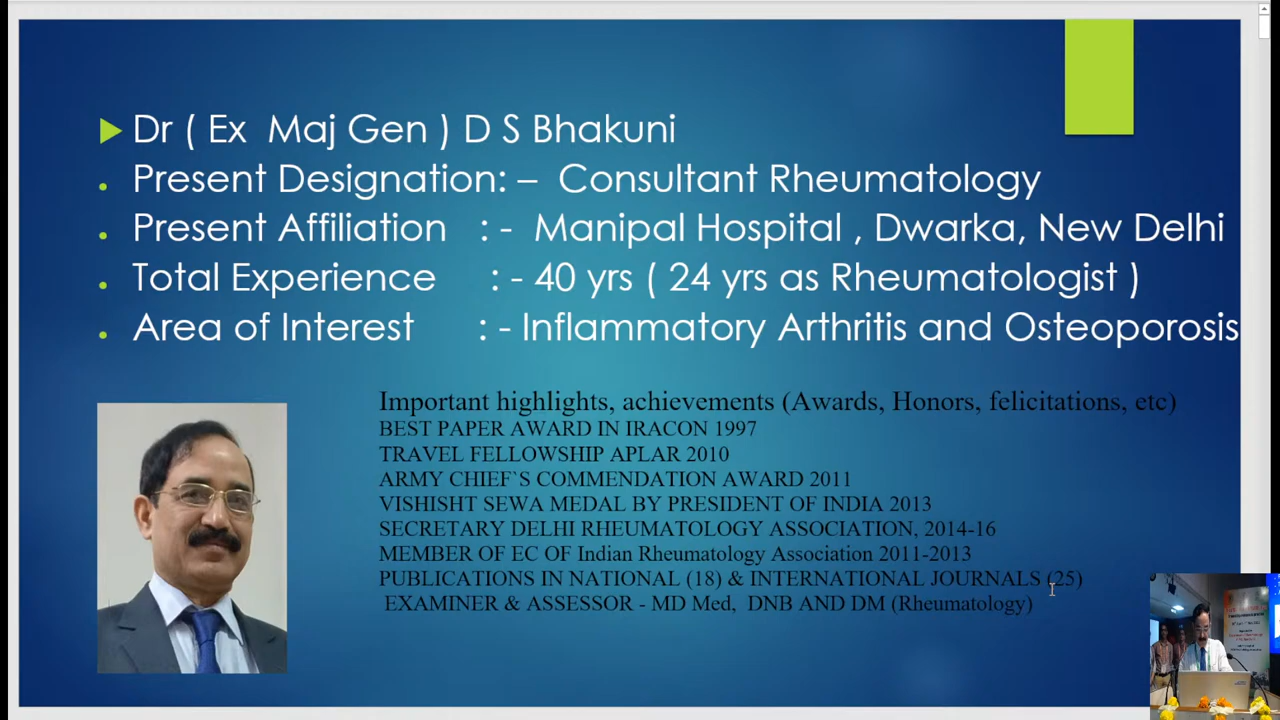 Dr ( Ex Maj Gen ) D S Bhakuni
Present Designation: – Consultant Rheumatology
Present Affiliation : - Manipal Hospital , Dwarka, New Delhi
Total Experience : - 40 yrs ( 24 yrs as Rheumatologist )
Area of Interest : - Inflammatory Arthritis and Osteoporosis
Important highlights, achievements (Awards, Honors, felicitations, etc)
BEST PAPER AWARD IN IRACON 1997
TRAVEL FELLOWSHIP APLAR 2010
ARMY CHIEF`S COMMENDATION AWARD 2011
VISHISHT SEWA MEDAL BY PRESIDENT OF INDIA 2013
SECRETARY DELHI RHEUMATOLOGY ASSOCIATION, 2014-16
MEMBER OF EC OF Indian Rheumatology Association 2011-2013
PUBLICATIONS IN NATIONAL (18) & INTERNATIONAL JOURNALS (25)
EXAMINER & ASSESSOR - MD Med, DNB AND DM (Rheumatology)